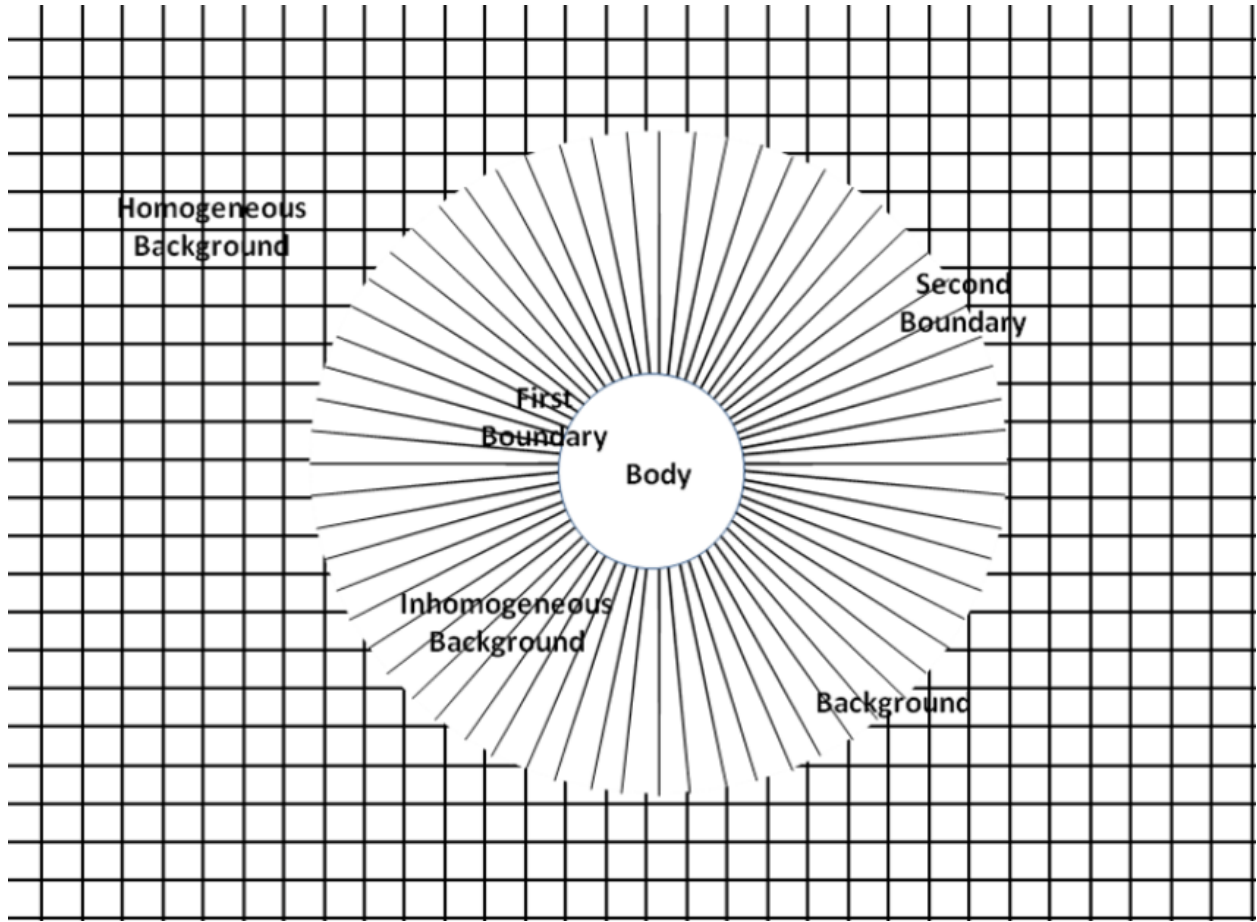 Homogeneous
Background
Second
Boundary
First
Boundary
Body
Inhomogeneous
Background
Background